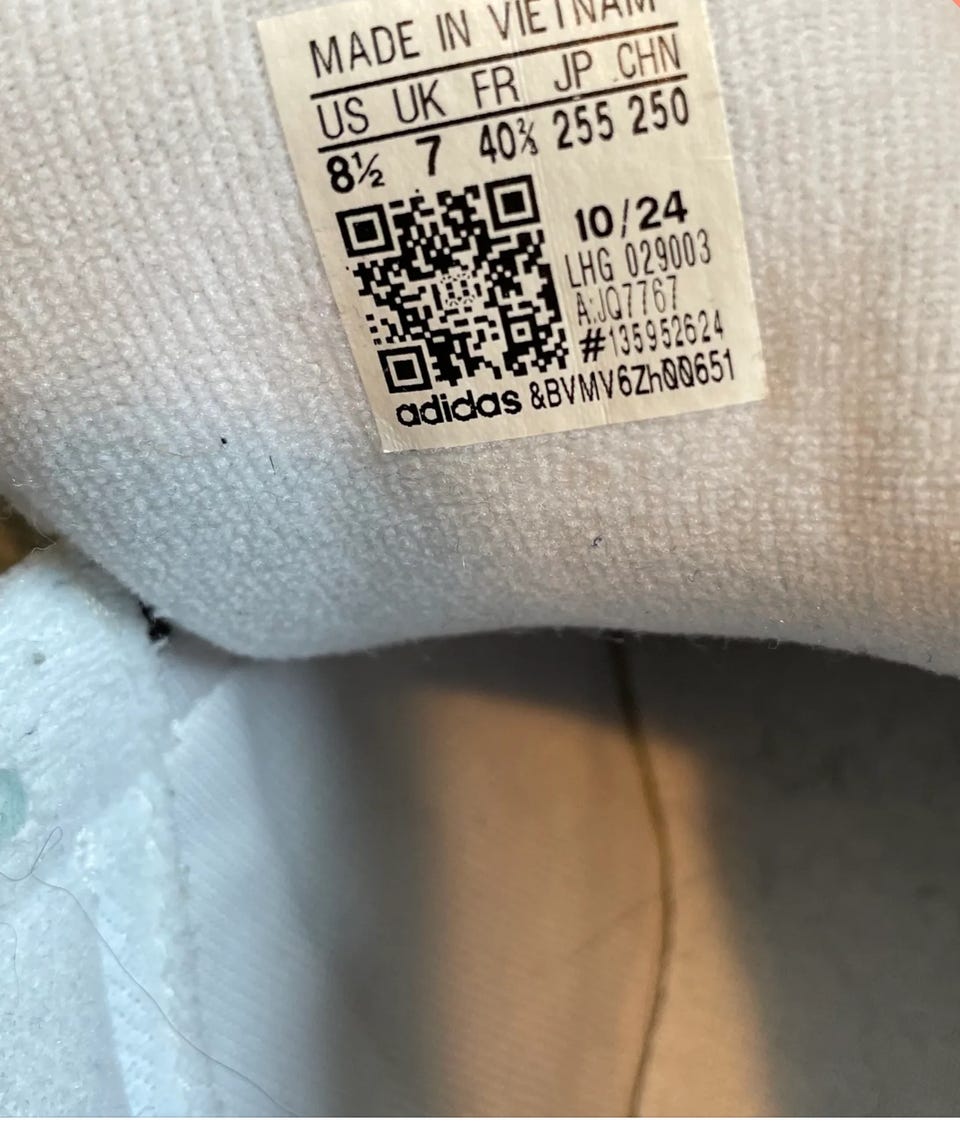 MADE IN VIETNAM
US UK FR JP CHN
8½ 7 40⅔ 255 250
10/24
LHG 029003
A:JQ7767
#135952624
adidas &BVMV6Zh00651